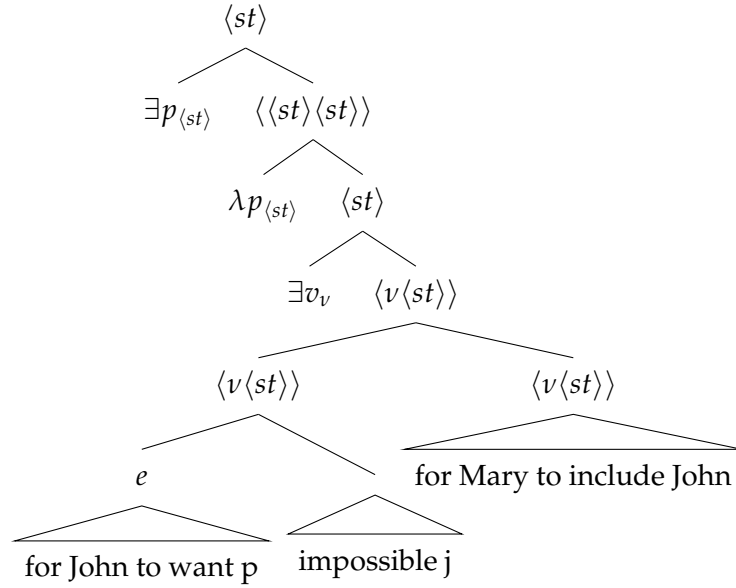 ⟨st⟩
∃p⟨st⟩ ⟨⟨st⟩⟨st⟩⟩
λp⟨st⟩ ⟨st⟩
∃vν ⟨ν⟨st⟩⟩
⟨ν⟨st⟩⟩ ⟨ν⟨st⟩⟩
e for Mary to include John
for John to want p impossible j